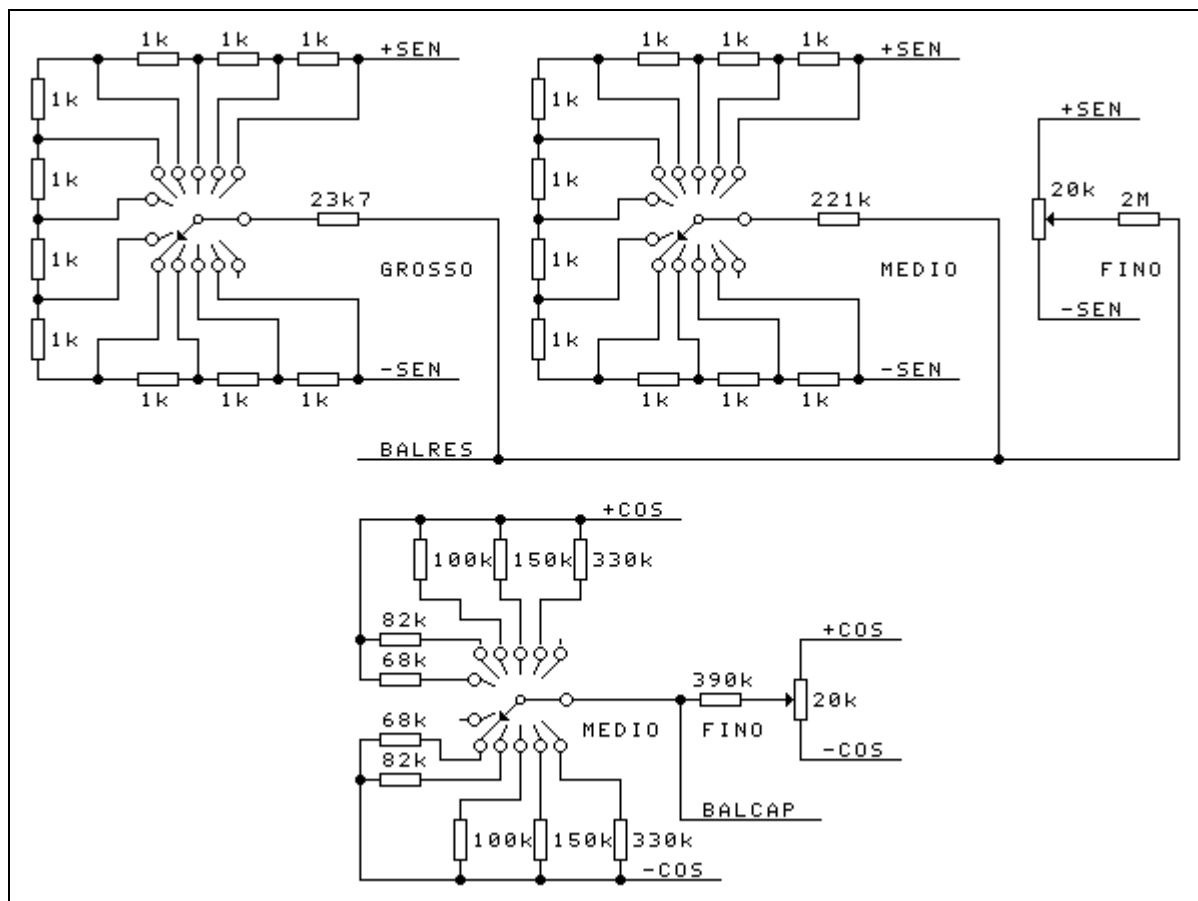 1k 1k 1k +SEN
1k
1k
1k
1k
23k7
GROSSO
-SEN
1k 1k 1k
1k 1k 1k +SEN
1k
1k
1k
1k
221k
MEDIO
-SEN
1k 1k 1k
+SEN
20k
2M
FINO
-SEN
BALRES
+COS
100k 150k 330k
82k
68k
68k
82k
MEDIO
100k 150k 330k
-COS
390k
FINO
+COS
20k
-COS
BALCAP